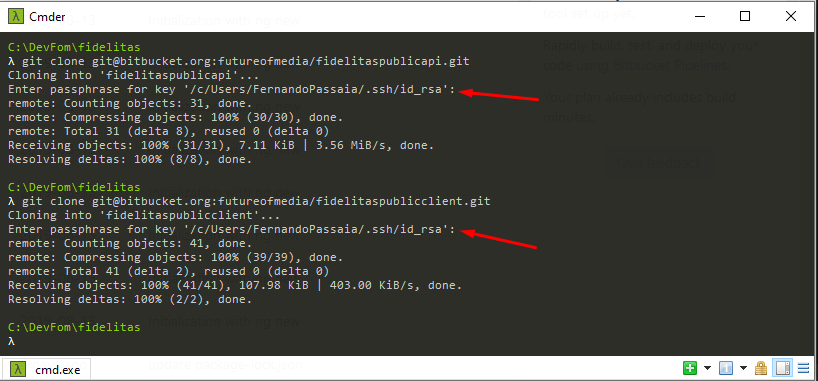 Cmder
C:\DevFom\fidelitas
λ git clone git@bitbucket.org:futureofmedia/fidelitaspublicapi.git
Cloning into 'fidelitaspublicapi'...
Enter passphrase for key '/c/Users/FernandoPassaia/.ssh/id_rsa':
remote: Counting objects: 31, done.
remote: Compressing objects: 100% (30/30), done.
remote: Total 31 (delta 8), reused 0 (delta 0)
Receiving objects: 100% (31/31), 7.11 KiB | 3.56 MiB/s, done.
Resolving deltas: 100% (8/8), done.
C:\DevFom\fidelitas
λ git clone git@bitbucket.org:futureofmedia/fidelitaspublicclient.git
Cloning into 'fidelitaspublicclient'...
Enter passphrase for key '/c/Users/FernandoPassaia/.ssh/id_rsa':
remote: Counting objects: 41, done.
remote: Compressing objects: 100% (39/39), done.
remote: Total 41 (delta 2), reused 0 (delta 0)
Receiving objects: 100% (41/41), 107.98 KiB | 403.00 KiB/s, done.
Resolving deltas: 100% (2/2), done.
C:\DevFom\fidelitas
λ
cmd.exe